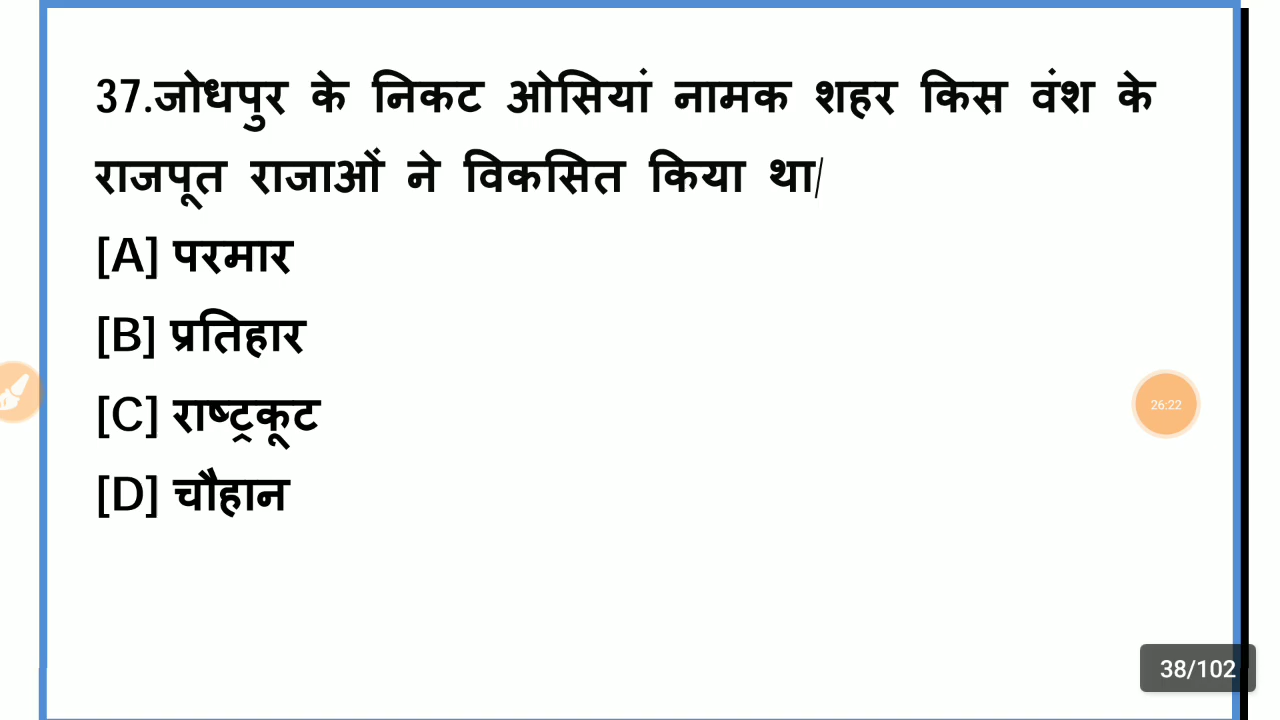 37.जोधपुर के निकट ओसियां नामक शहर किस वंश के
राजपूत राजाओं ने विकसित किया था/
[A] परमार
[B] प्रतिहार
[C] राष्ट्रकूट
[D] चौहान
26:22
38/102